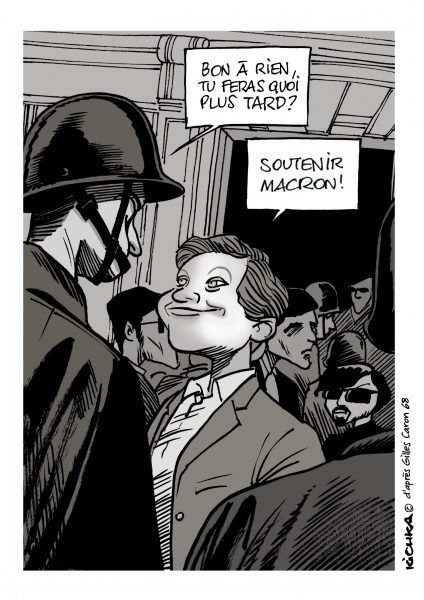 BON À RIEN,
TU FERAS QUOI
PLUS TARD?
SOUTENIR
MACRON!
KICHKA © d'après Gilles Caron 68